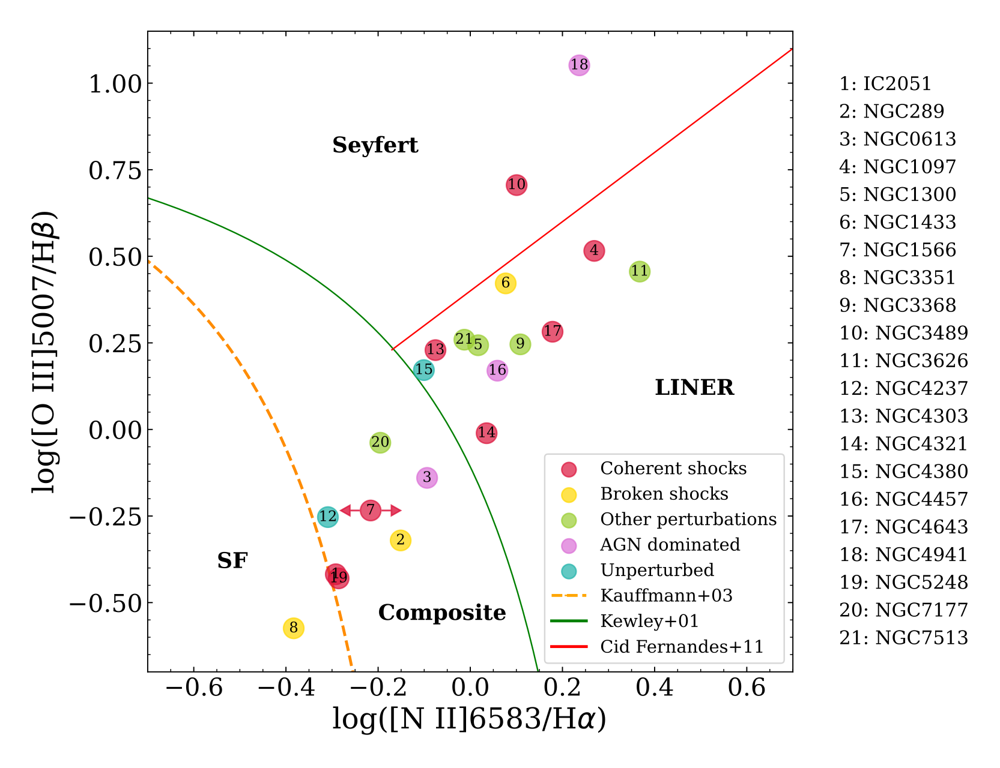 18
1.00
1: IC2051
2: NGC289
Seyfert
3: NGC0613
0.75
4: NGC1097
10
5: NGC1300
6: NGC1433
0.50
4
7: NGC1566
11
6
8: NGC3351
9: NGC3368
17
10: NGC3489
0.25
13
21
5
9
11: NGC3626
15
16
LINER
12: NGC4237
13: NGC4303
0.00
20
14
14: NGC4321
3
Coherent shocks
15: NGC4380
Broken shocks
16: NGC4457
−0.25
12
7
Other perturbations
17: NGC4643
2
AGN dominated
18: NGC4941
SF
1
19
Unperturbed
19: NGC5248
−0.50
Kauffmann+03
20: NGC7177
8
Composite
Kewley+01
21: NGC7513
Cid Fernandes+11
−0.6 −0.4 −0.2 0.0 0.2 0.4 0.6
log([N II]6583/Hα)
log([O III]5007/Hβ)